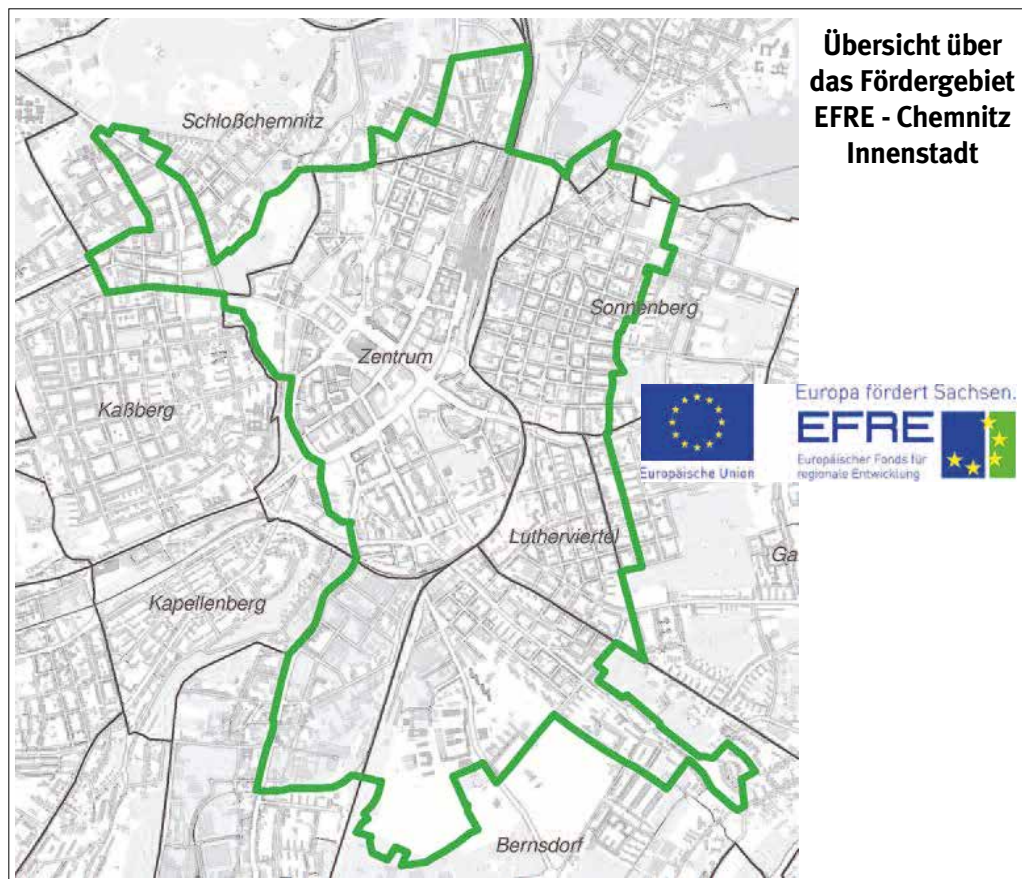 Übersicht über
das Fördergebiet
EFRE - Chemnitz
Innenstadt
Schloßchemnitz
Sonnenberg
Zentrum
Kaßberg
Europa fördert Sachsen.
EFRE
Europäische Union
Europäischer Fonds für
regionale Entwicklung
Lutherviertel
Ga
Kapellenberg
Bernsdorf